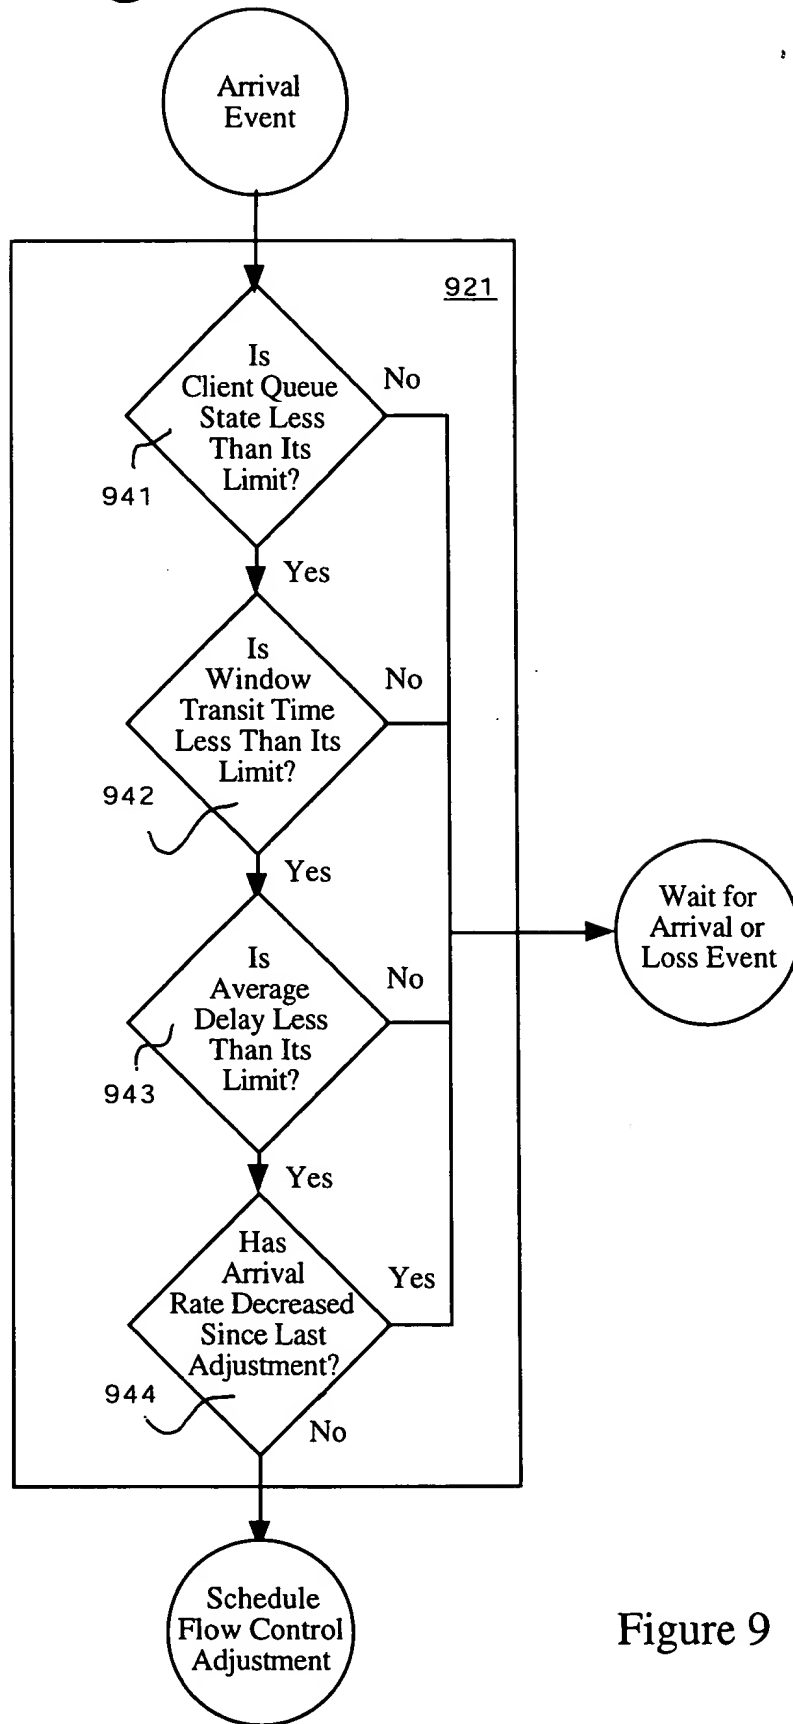 Arrival
Event
921
Is
Client Queue
State Less
Than Its
Limit?
No
941
Yes
Is
Window
Transit Time
Less Than Its
Limit?
No
942
Yes
Is
Average
Delay Less
Than Its
Limit?
No
943
Yes
Wait for
Arrival or
Loss Event
Has
Arrival
Rate Decreased
Since Last
Adjustment?
Yes
944
No
Schedule
Flow Control
Adjustment
Figure 9